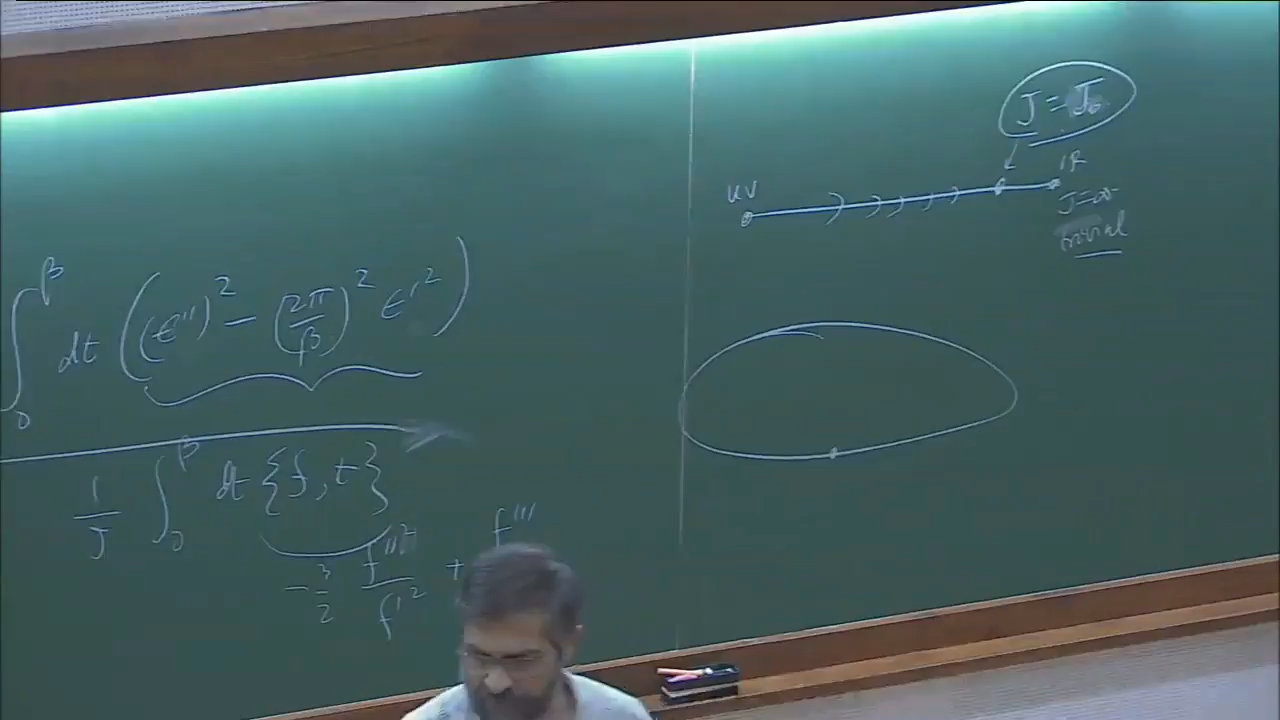 ∫₀^β dt ((ϵ'')² − (2π/β)² ϵ'²)
1/J ∫₀^β dt {f, t}
− 3/2 f''²/f'² + f'''
J = J₀
UV
IR
J=∞
trivial